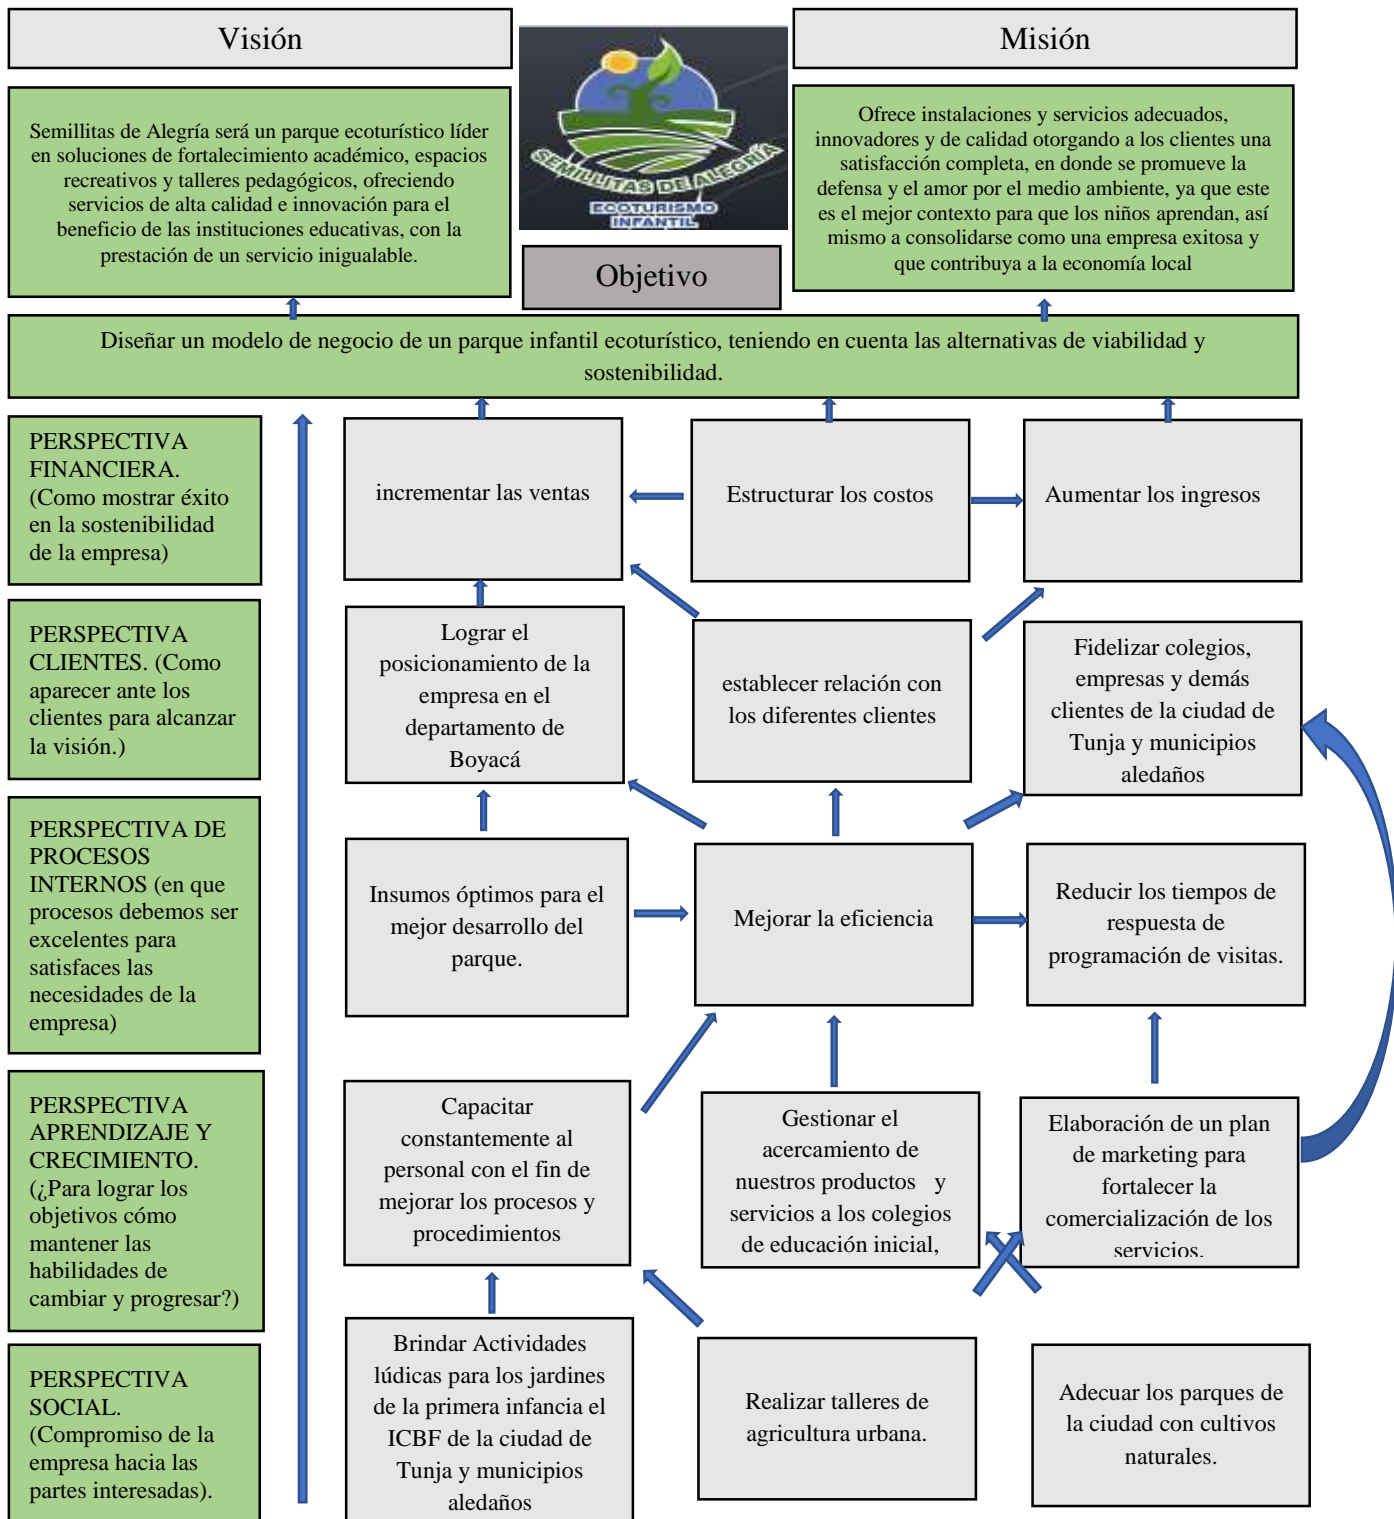 Visión
Misión
Semillitas de Alegría será un parque ecoturístico líder
en soluciones de fortalecimiento académico, espacios
recreativos y talleres pedagógicos, ofreciendo
servicios de alta calidad e innovación para el
beneficio de las instituciones educativas, con la
prestación de un servicio inigualable.
SEMILLITAS DE ALEGRÍA
ECOTURISMO
INFANTIL
Objetivo
Ofrece instalaciones y servicios adecuados,
innovadores y de calidad otorgando a los clientes una
satisfacción completa, en donde se promueve la
defensa y el amor por el medio ambiente, ya que este
es el mejor contexto para que los niños aprendan, así
mismo a consolidarse como una empresa exitosa y
que contribuya a la economía local
Diseñar un modelo de negocio de un parque infantil ecoturístico, teniendo en cuenta las alternativas de viabilidad y
sostenibilidad.
PERSPECTIVA
FINANCIERA.
(Como mostrar éxito
en la sostenibilidad
de la empresa)
incrementar las ventas
Estructurar los costos
Aumentar los ingresos
PERSPECTIVA
CLIENTES. (Como
aparecer ante los
clientes para alcanzar
la visión.)
Lograr el
posicionamiento de la
empresa en el
departamento de
Boyacá
establecer relación con
los diferentes clientes
Fidelizar colegios,
empresas y demás
clientes de la ciudad de
Tunja y municipios
aledaños
PERSPECTIVA DE
PROCESOS
INTERNOS (en que
procesos debemos ser
excelentes para
satisfaces las
necesidades de la
empresa)
Insumos óptimos para el
mejor desarrollo del
parque.
Mejorar la eficiencia
Reducir los tiempos de
respuesta de
programación de visitas.
PERSPECTIVA
APRENDIZAJE Y
CRECIMIENTO.
(¿Para lograr los
objetivos cómo
mantener las
habilidades de
cambiar y progresar?)
Capacitar
constantemente al
personal con el fin de
mejorar los procesos y
procedimientos
Gestionar el
acercamiento de
nuestros productos y
servicios a los colegios
de educación inicial,
Elaboración de un plan
de marketing para
fortalecer la
comercialización de los
servicios.
PERSPECTIVA
SOCIAL.
(Compromiso de la
empresa hacia las
partes interesadas).
Brindar Actividades
lúdicas para los jardines
de la primera infancia el
ICBF de la ciudad de
Tunja y municipios
aledaños
Realizar talleres de
agricultura urbana.
Adecuar los parques de
la ciudad con cultivos
naturales.